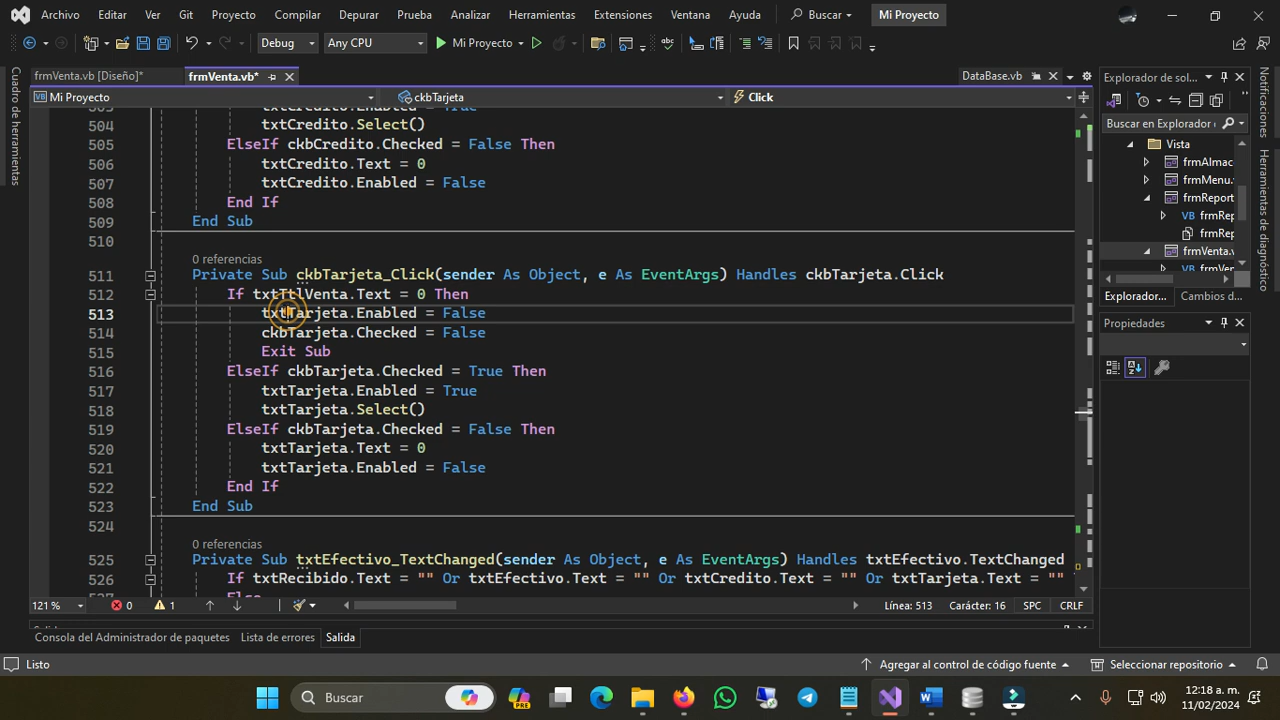 Archivo Editar Ver Git Proyecto Compilar Depurar Prueba Analizar Herramientas Extensiones Ventana Ayuda Buscar Mi Proyecto
Debug Any CPU Mi Proyecto
frmVenta.vb [Diseño]* frmVenta.vb* DataBase.vb
Mi Proyecto ckbTarjeta Click
504 txtCredito.Select()
505 ElseIf ckbCredito.Checked = False Then
506 txtCredito.Text = 0
507 txtCredito.Enabled = False
508 End If
509 End Sub
510
0 referencias
511 Private Sub ckbTarjeta_Click(sender As Object, e As EventArgs) Handles ckbTarjeta.Click
512 If txtTtlVenta.Text = 0 Then
513 txtTarjeta.Enabled = False
514 ckbTarjeta.Checked = False
515 Exit Sub
516 ElseIf ckbTarjeta.Checked = True Then
517 txtTarjeta.Enabled = True
518 txtTarjeta.Select()
519 ElseIf ckbTarjeta.Checked = False Then
520 txtTarjeta.Text = 0
521 txtTarjeta.Enabled = False
522 End If
523 End Sub
524
0 referencias
525 Private Sub txtEfectivo_TextChanged(sender As Object, e As EventArgs) Handles txtEfectivo.TextChanged
526 If txtRecibido.Text = "" Or txtEfectivo.Text = "" Or txtCredito.Text = "" Or txtTarjeta.Text = ""
121 % 0 1 Línea: 513 Carácter: 16 SPC CRLF
Consola del Administrador de paquetes Lista de errores Salida
Listo Agregar al control de código fuente Seleccionar repositorio
Cuadro de herramientas
Explorador de sol...
Buscar en Explorador
Vista
frmAlmac
frmMenu.
frmReport
frmRep
frmRep
frmVenta.v
Explorador... Cambios d...
Propiedades
Notificaciones
Herramientas de diagnóstico
Buscar
PRE
12:18 a. m.
11/02/2024